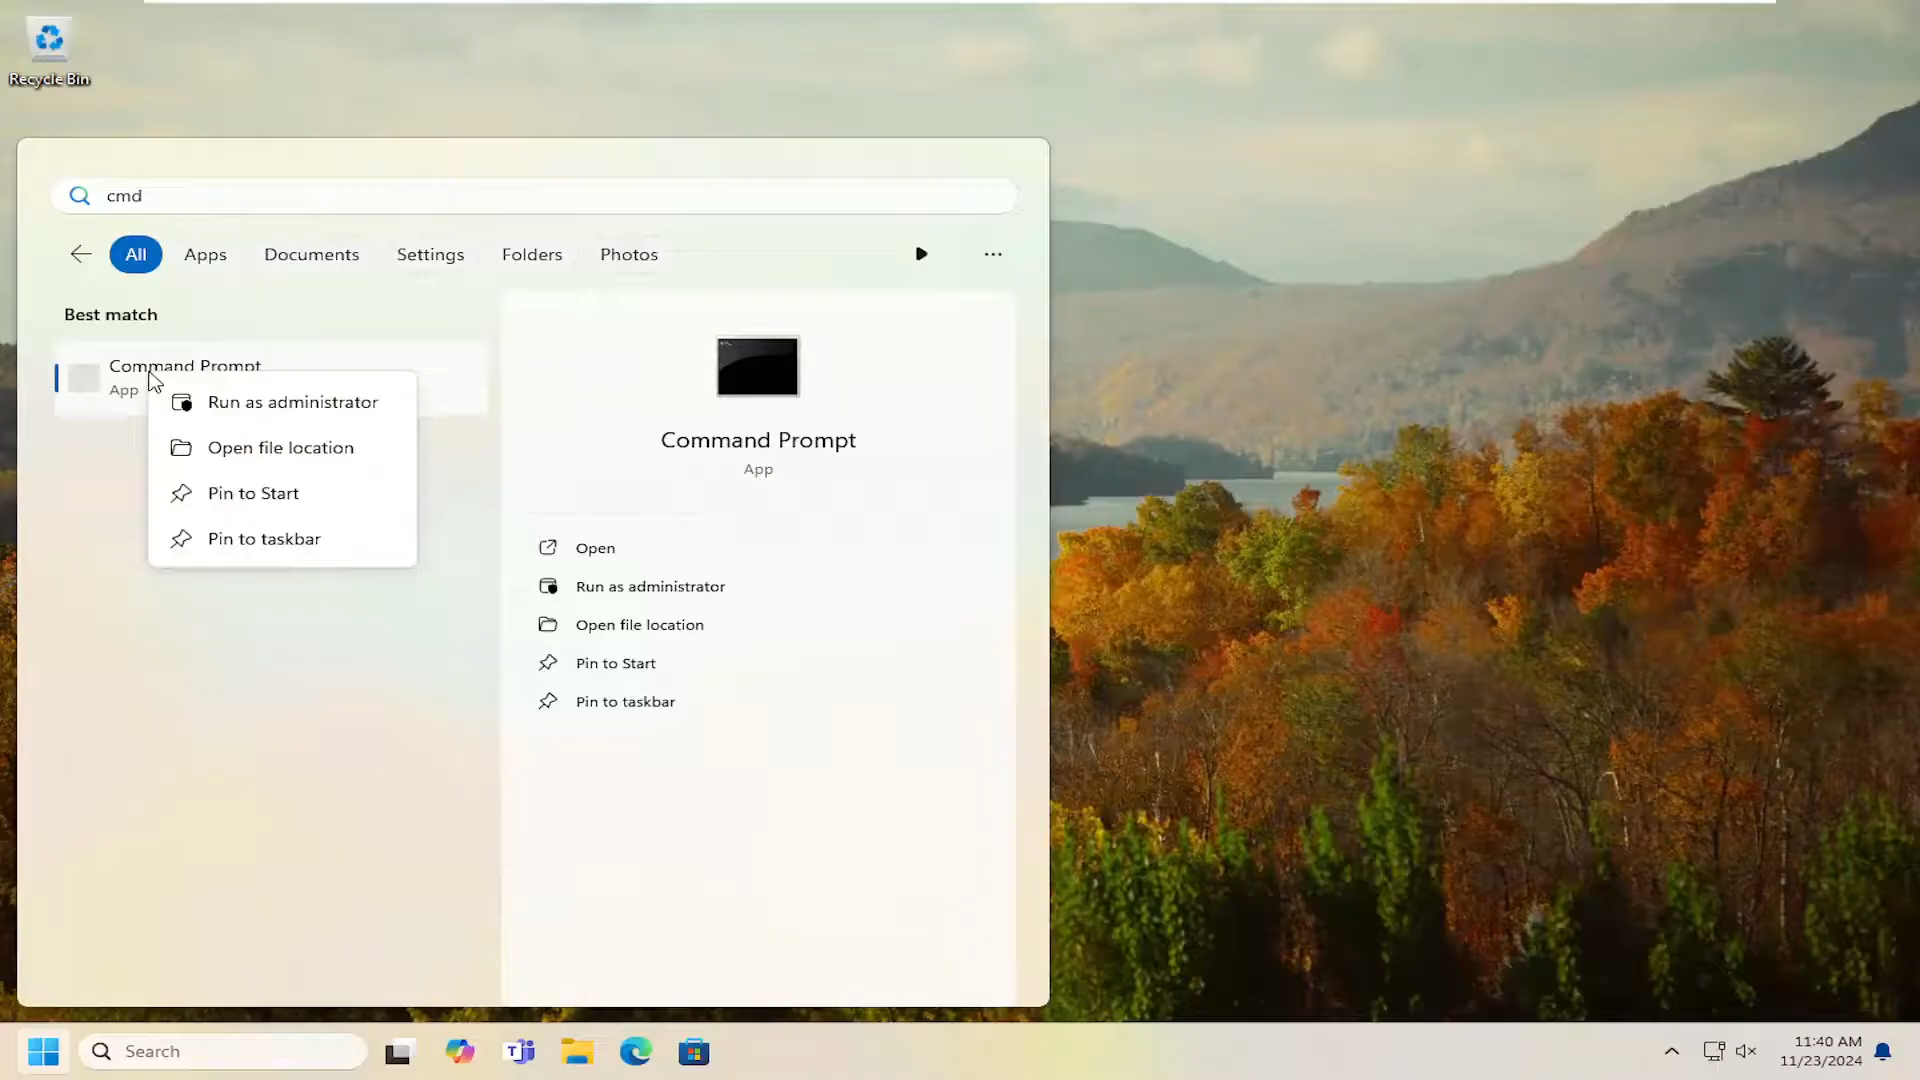 Recycle Bin
cmd
All Apps Documents Settings Folders Photos
Best match
Command Prompt
App
Run as administrator
Open file location
Pin to Start
Pin to taskbar
Command Prompt
App
Open
Run as administrator
Open file location
Pin to Start
Pin to taskbar
Search
11:40 AM
11/23/2024